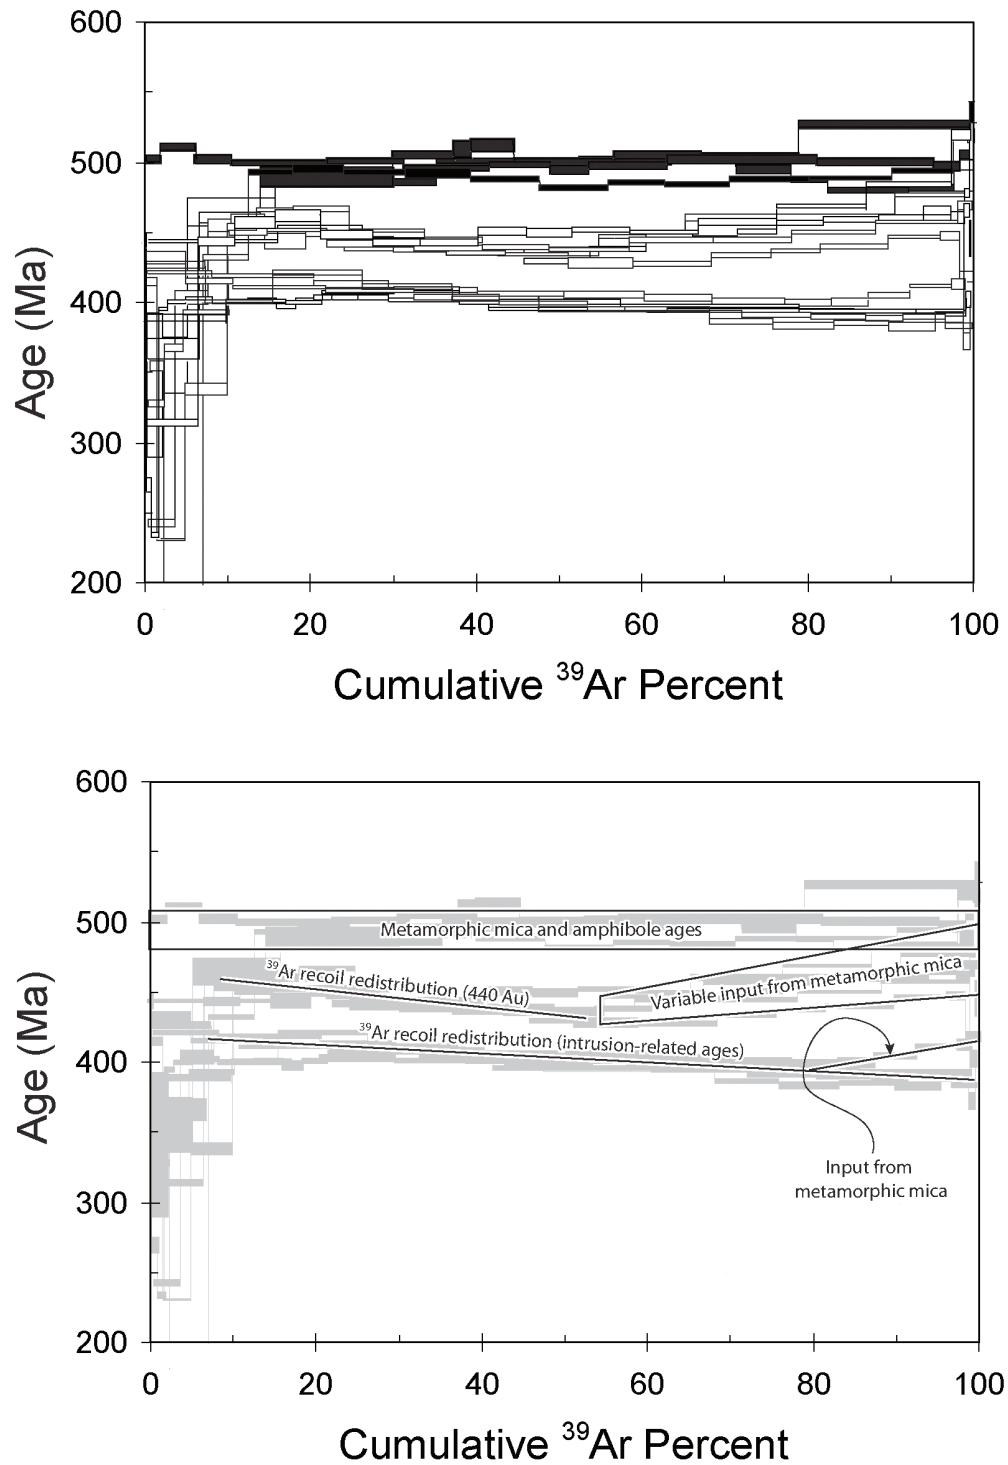 600
500
400
300
200
Age (Ma)
0 20 40 60 80 100
Cumulative ³⁹Ar Percent
600
500
400
300
200
Age (Ma)
Metamorphic mica and amphibole ages
³⁹Ar recoil redistribution (440 Au)
Variable input from metamorphic mica
³⁹Ar recoil redistribution (intrusion-related ages)
Input from
metamorphic mica
0 20 40 60 80 100
Cumulative ³⁹Ar Percent